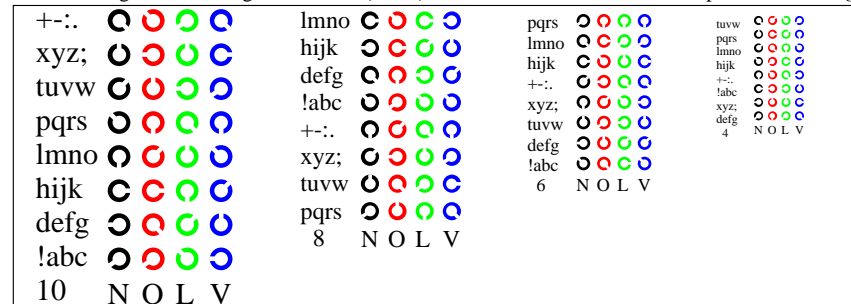 +-:.
xyz;
tuvw
pqrs
lmno
hijk
defg
!abc
10 N O L V
lmno
hijk
defg
!abc
+-:.
xyz;
tuvw
pqrs
8 N O L V
pqrs
lmno
hijk
+-:.
xyz;
tuvw
defg
!abc
6 N O L V
tuvw
pqrs
lmno
hijk
+-:.
!abc
xyz;
defg
4 N O L V